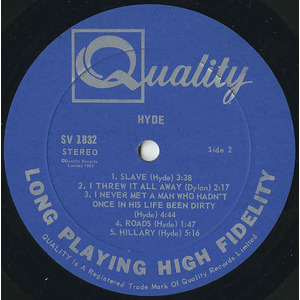 Quality
HYDE
SV 1832
STEREO
Side 2
©Quality Records
Limited
1. SLAVE (Hyde) 3:38
2. I THREW IT ALL AWAY (Dylan) 2:17
3. I NEVER MET A MAN WHO HADN'T
ONCE IN HIS LIFE BEEN DIRTY
(Hyde) 4:44
4. ROADS (Hyde) 1:47
5. HILLARY (Hyde) 5:16
LONG PLAYING HIGH FIDELITY
QUALITY Is A Registered Trade Mark Of Quality Records Limited